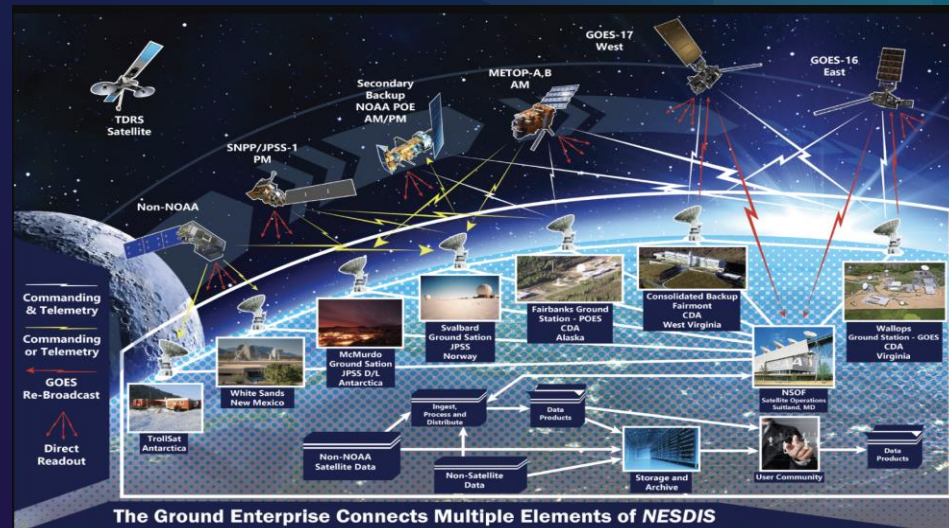 TDRS
Satellite
Non-NOAA
SNPP/JPSS-1
PM
Secondary
Backup
NOAA POE
AM/PM
METOP-A,B
AM
GOES-17
West
GOES-16
East
Commanding
& Telemetry
Commanding
or Telemetry
GOES
Re-Broadcast
Direct
Readout
TrollSat
Antarctica
White Sands
New Mexico
McMurdo
Ground Sation
JPSS D/L
Antarctica
Svalbard
Ground Sation
JPSS
Norway
Fairbanks Ground
Station - POES
CDA
Alaska
Consolidated Backup
Fairmont
CDA
West Virginia
NSOF
Satellite Operations
Suitland, MD
Wallops
Ground Station - GOES
CDA
Virginia
Ingest,
Process and
Distribute
Data
Products
Non-NOAA
Satellite Data
Non-Satellite
Data
Storage and
Archive
User Community
Data
Products
The Ground Enterprise Connects Multiple Elements of NESDIS